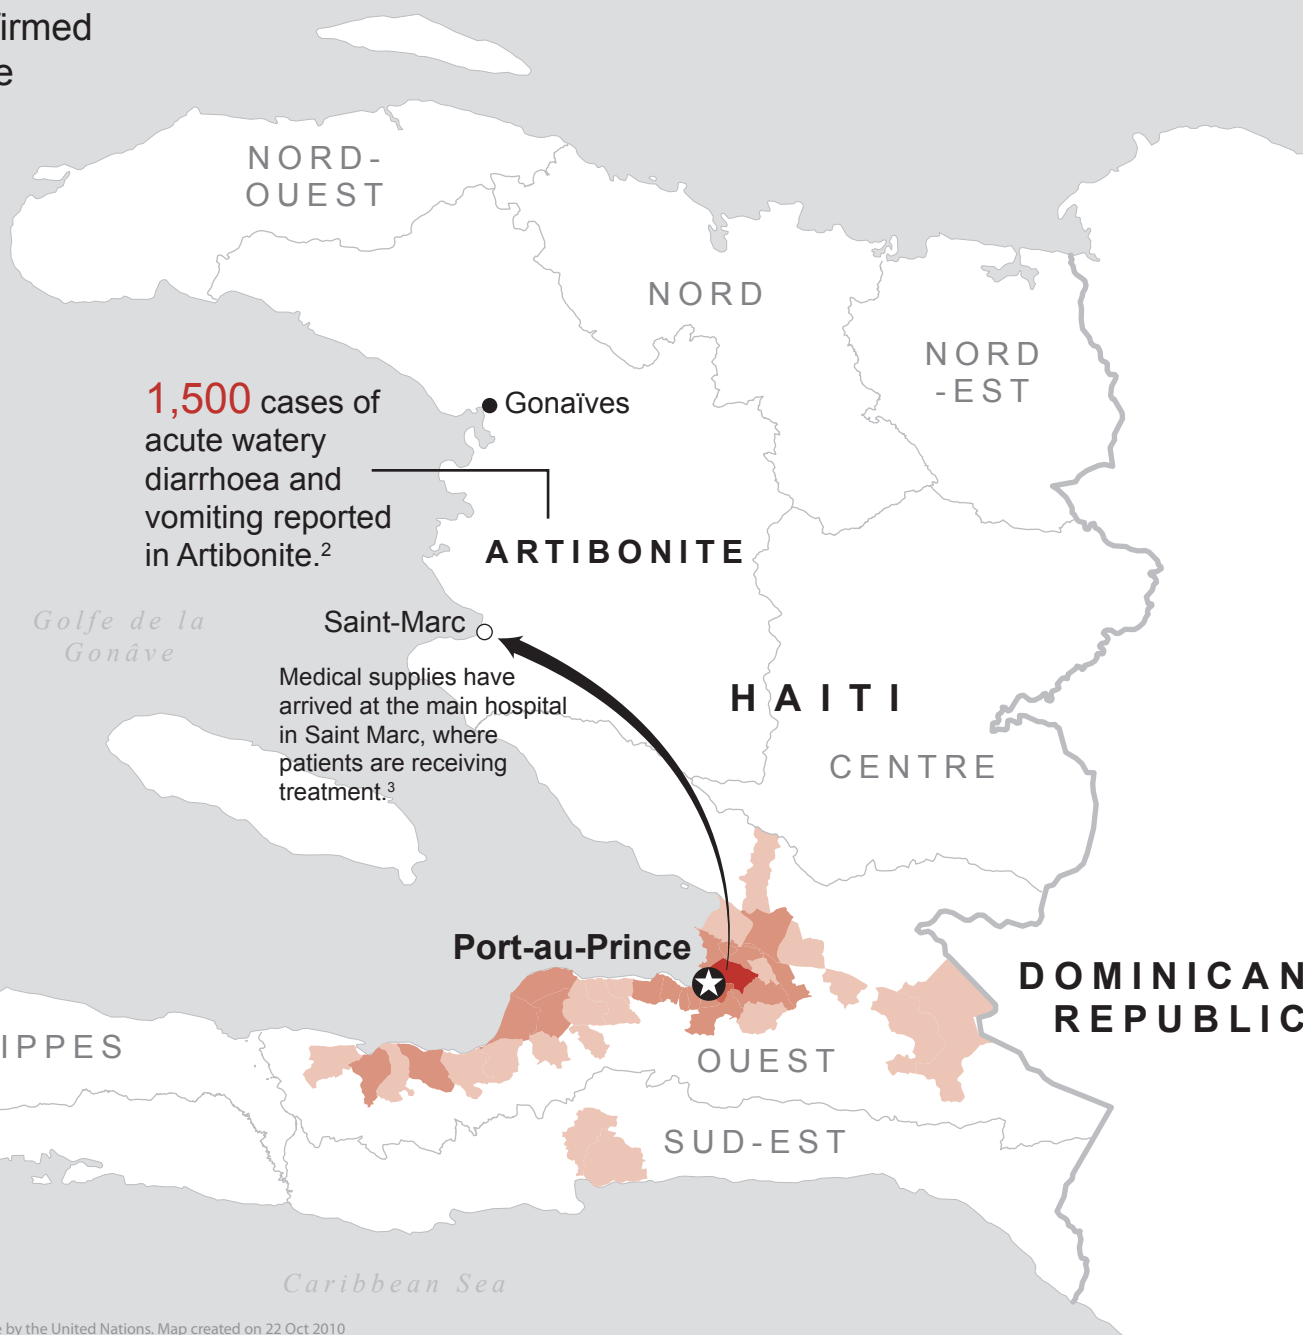 irmed
e
NORD-
OUEST
NORD
NORD
-EST
1,500 cases of
acute watery
diarrhoea and
vomiting reported
in Artibonite.2
Gonaïves
ARTIBONITE
Golfe de la
Gonâve
Saint-Marc
Medical supplies have
arrived at the main hospital
in Saint Marc, where
patients are receiving
treatment.3
HAITI
CENTRE
Port-au-Prince
DOMINICAN
REPUBLIC
IPPES
OUEST
SUD-EST
Caribbean Sea
e by the United Nations. Map created on 22 Oct 2010